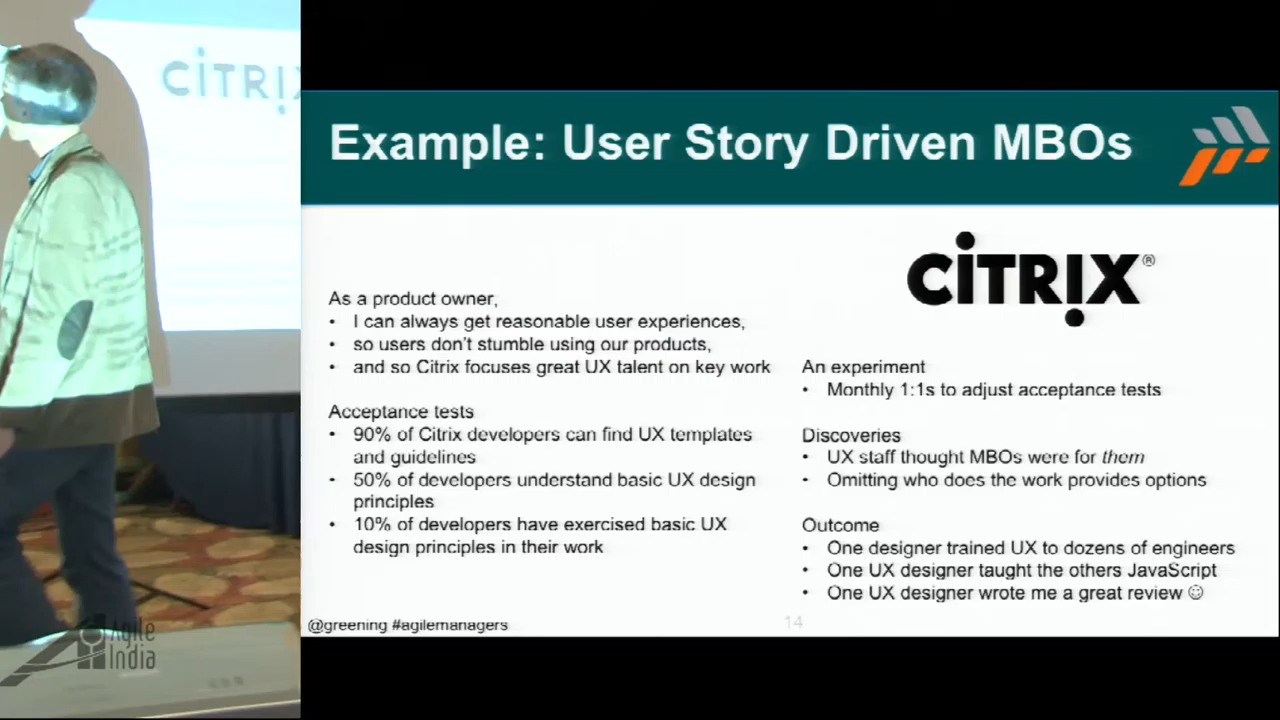 CiTRIX
Example: User Story Driven MBOs
CiTRIX®
As a product owner,
• I can always get reasonable user experiences,
• so users don't stumble using our products,
• and so Citrix focuses great UX talent on key work
Acceptance tests
• 90% of Citrix developers can find UX templates
and guidelines
• 50% of developers understand basic UX design
principles
• 10% of developers have exercised basic UX
design principles in their work
An experiment
• Monthly 1:1s to adjust acceptance tests
Discoveries
• UX staff thought MBOs were for them
• Omitting who does the work provides options
Outcome
• One designer trained UX to dozens of engineers
• One UX designer taught the others JavaScript
• One UX designer wrote me a great review ☺
@greening #agilemanagers
14
Agile
India